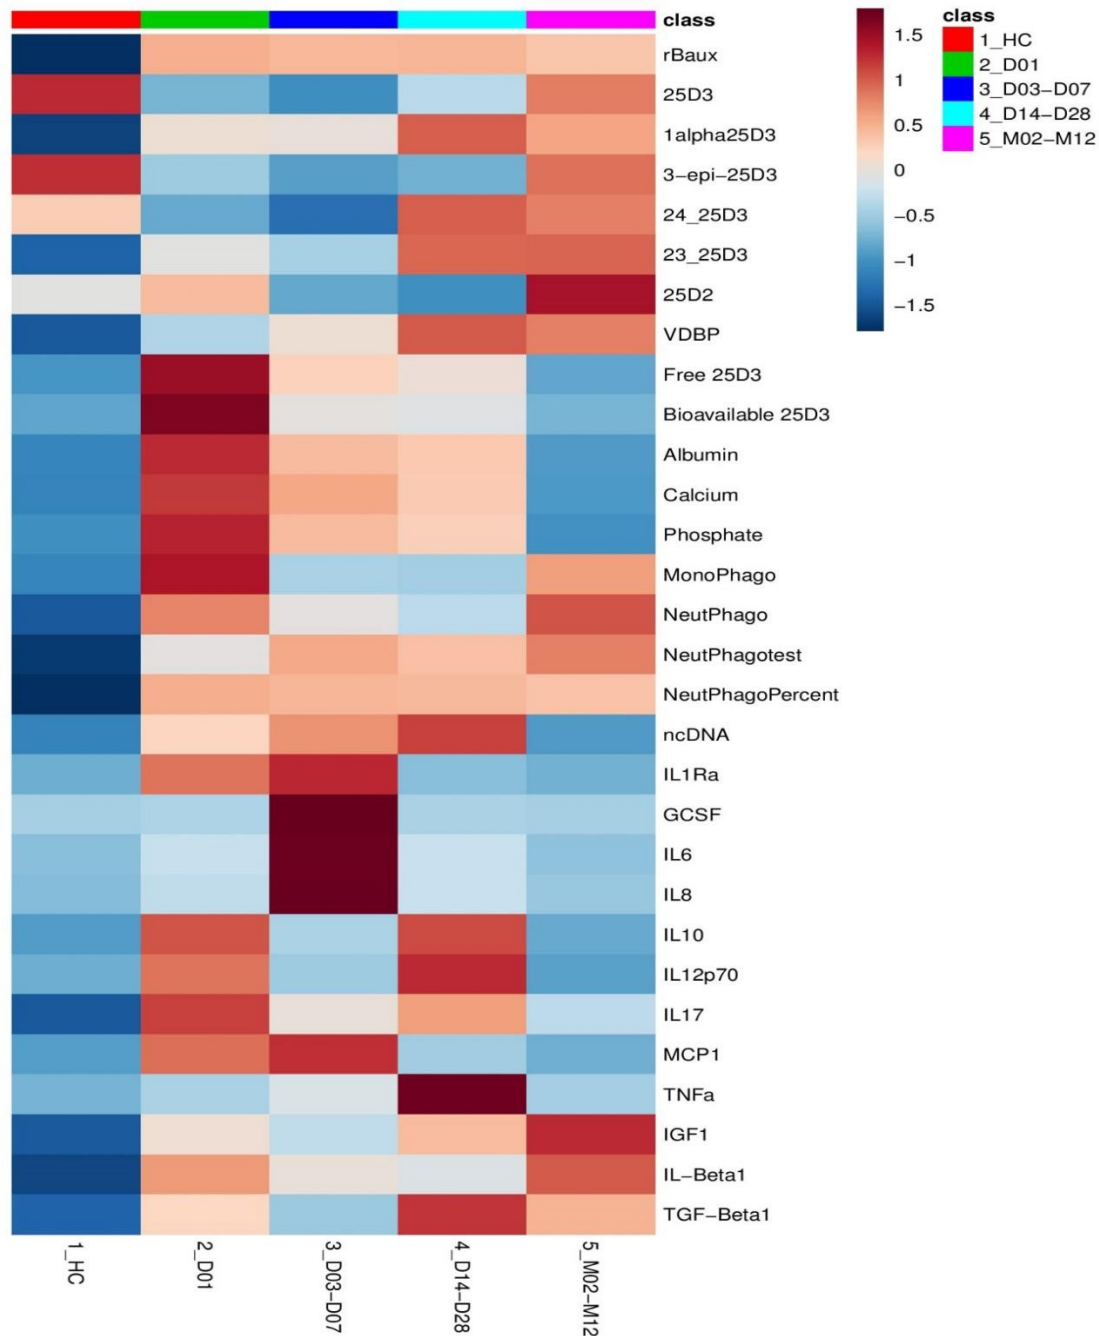 class
rBaux
25D3
1alpha25D3
3-epi-25D3
24_25D3
23_25D3
25D2
VDBP
Free 25D3
Bioavailable 25D3
Albumin
Calcium
Phosphate
MonoPhago
NeutPhago
NeutPhagotest
NeutPhagoPercent
ncDNA
IL1Ra
GCSF
IL6
IL8
IL10
IL12p70
IL17
MCP1
TNFa
IGF1
IL-Beta1
TGF-Beta1
1_HC
2_D01
3_D03-D07
4_D14-D28
5_M02-M12
1.5
1
0.5
0
-0.5
-1
-1.5
class
1_HC
2_D01
3_D03-D07
4_D14-D28
5_M02-M12